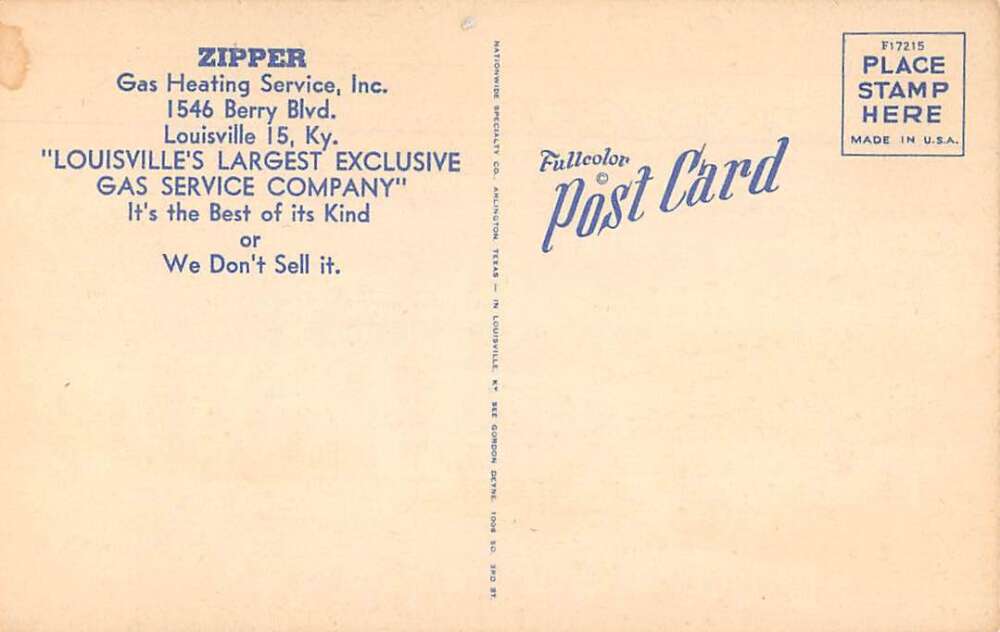 ZIPPER
Gas Heating Service, Inc.
1546 Berry Blvd.
Louisville 15, Ky.
"LOUISVILLE'S LARGEST EXCLUSIVE
GAS SERVICE COMPANY"
It's the Best of its Kind
or
We Don't Sell it.
NATIONWIDE SPECIALTY CO., ARLINGTON, TEXAS — IN LOUISVILLE, KY. SEE GORDON DEYNE, 1006 SO. 3RD ST.
Fullcolor
©
Post Card
F17215
PLACE
STAMP
HERE
MADE IN U.S.A.